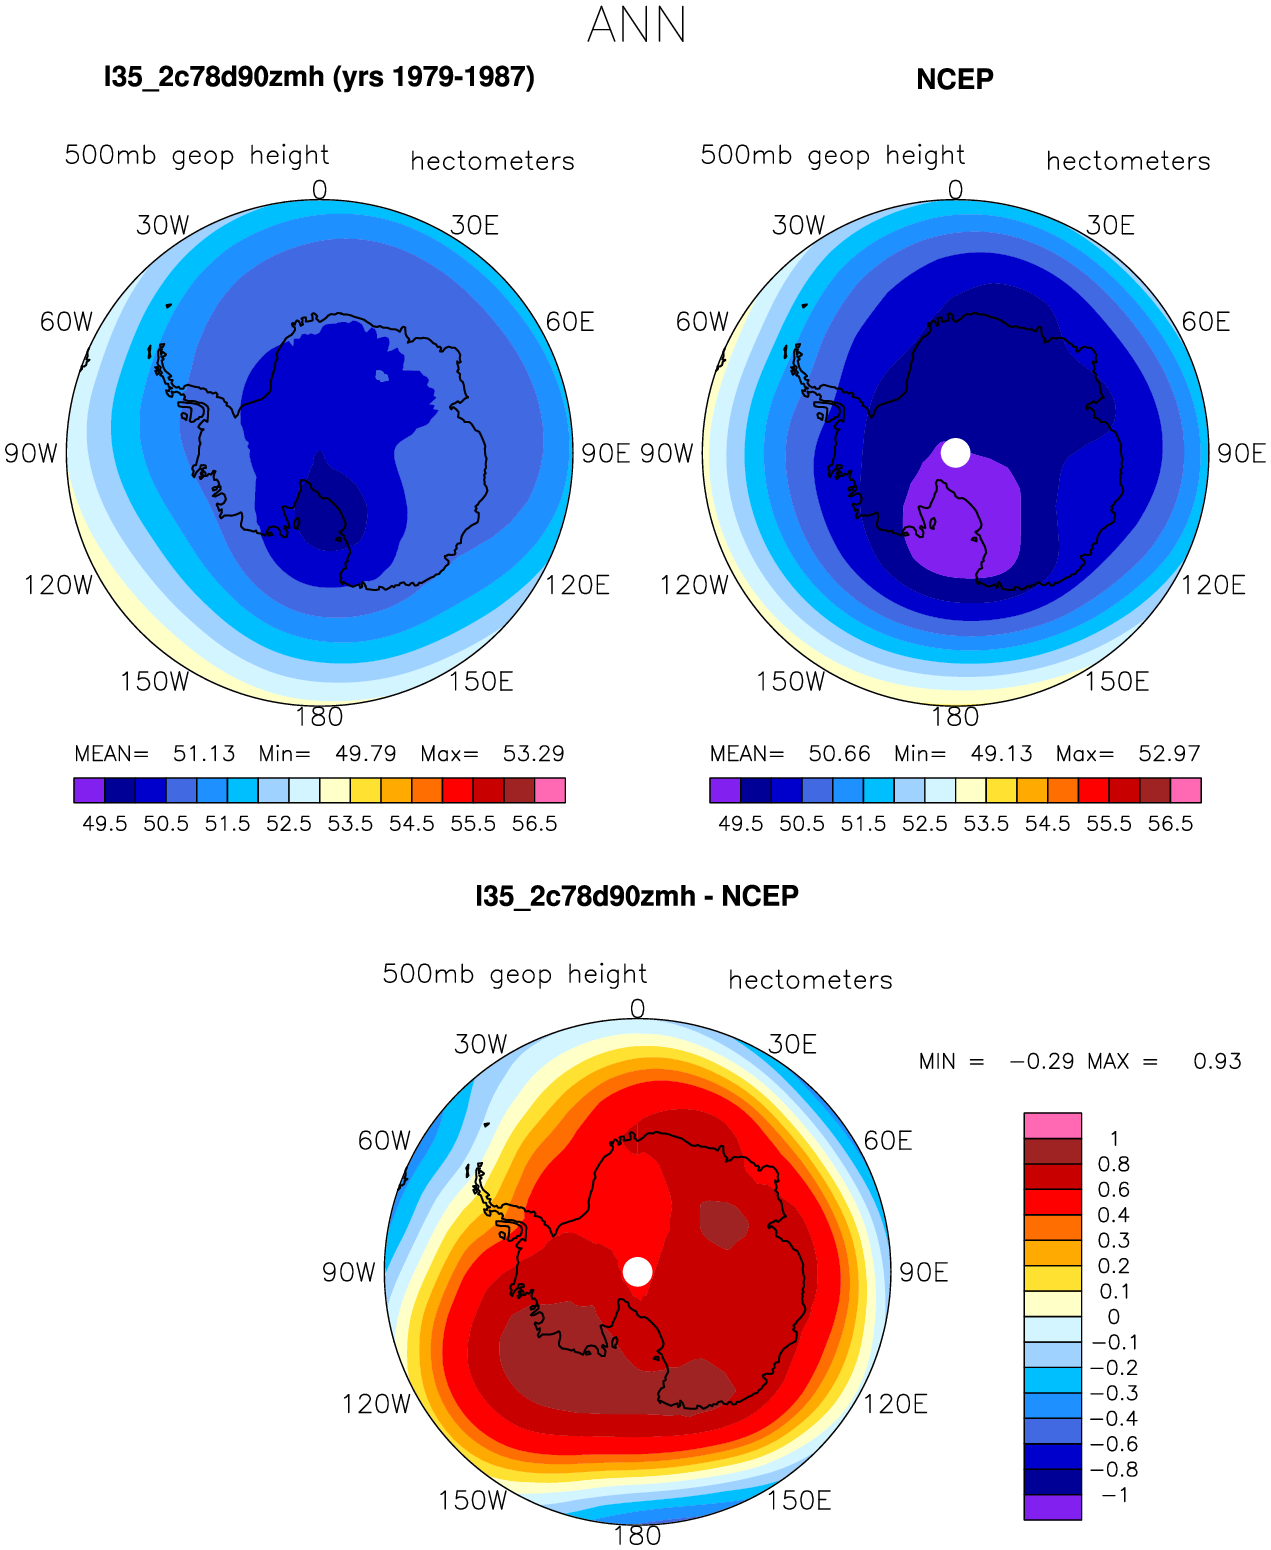 ANN
I35_2c78d90zmh (yrs 1979-1987)
500mb geop height hectometers
0
30W 30E
60W 60E
90W 90E
120W 120E
150W 150E
180
MEAN= 51.13 Min= 49.79 Max= 53.29
49.5 50.5 51.5 52.5 53.5 54.5 55.5 56.5
NCEP
500mb geop height hectometers
0
30W 30E
60W 60E
90W 90E
120W 120E
150W 150E
180
MEAN= 50.66 Min= 49.13 Max= 52.97
49.5 50.5 51.5 52.5 53.5 54.5 55.5 56.5
I35_2c78d90zmh - NCEP
500mb geop height hectometers
0
30W 30E
60W 60E
90W 90E
120W 120E
150W 150E
180
MIN = -0.29 MAX = 0.93
1
0.8
0.6
0.4
0.3
0.2
0.1
0
-0.1
-0.2
-0.3
-0.4
-0.6
-0.8
-1